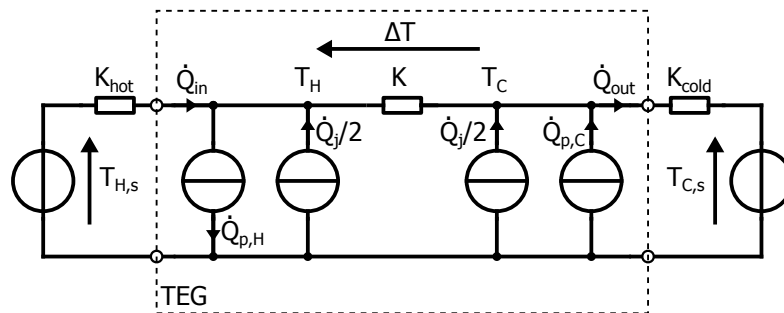 ΔT
K_hot Q̇_in T_H K T_C Q̇_out K_cold
Q̇_j/2 Q̇_j/2 Q̇_p,C
T_H,s T_C,s
Q̇_p,H
TEG